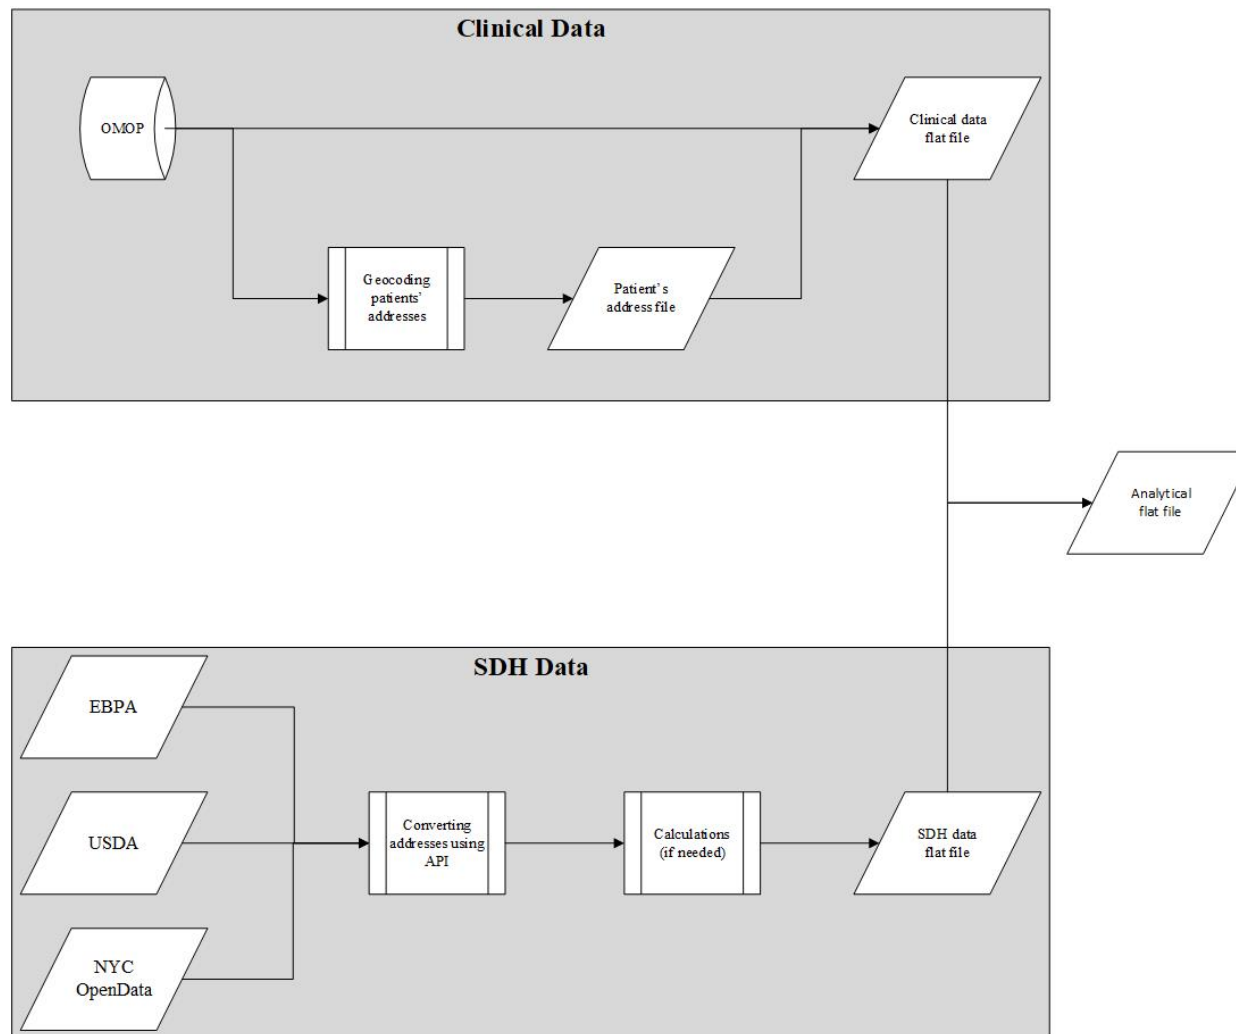 Clinical Data
OMOP
Clinical data
flat file
Geocoding
patients’
addresses
Patient’s
address file
Analytical
flat file
SDH Data
EBPA
USDA
Converting
addresses using
API
Calculations
(if needed)
SDH data
flat file
NYC
OpenData